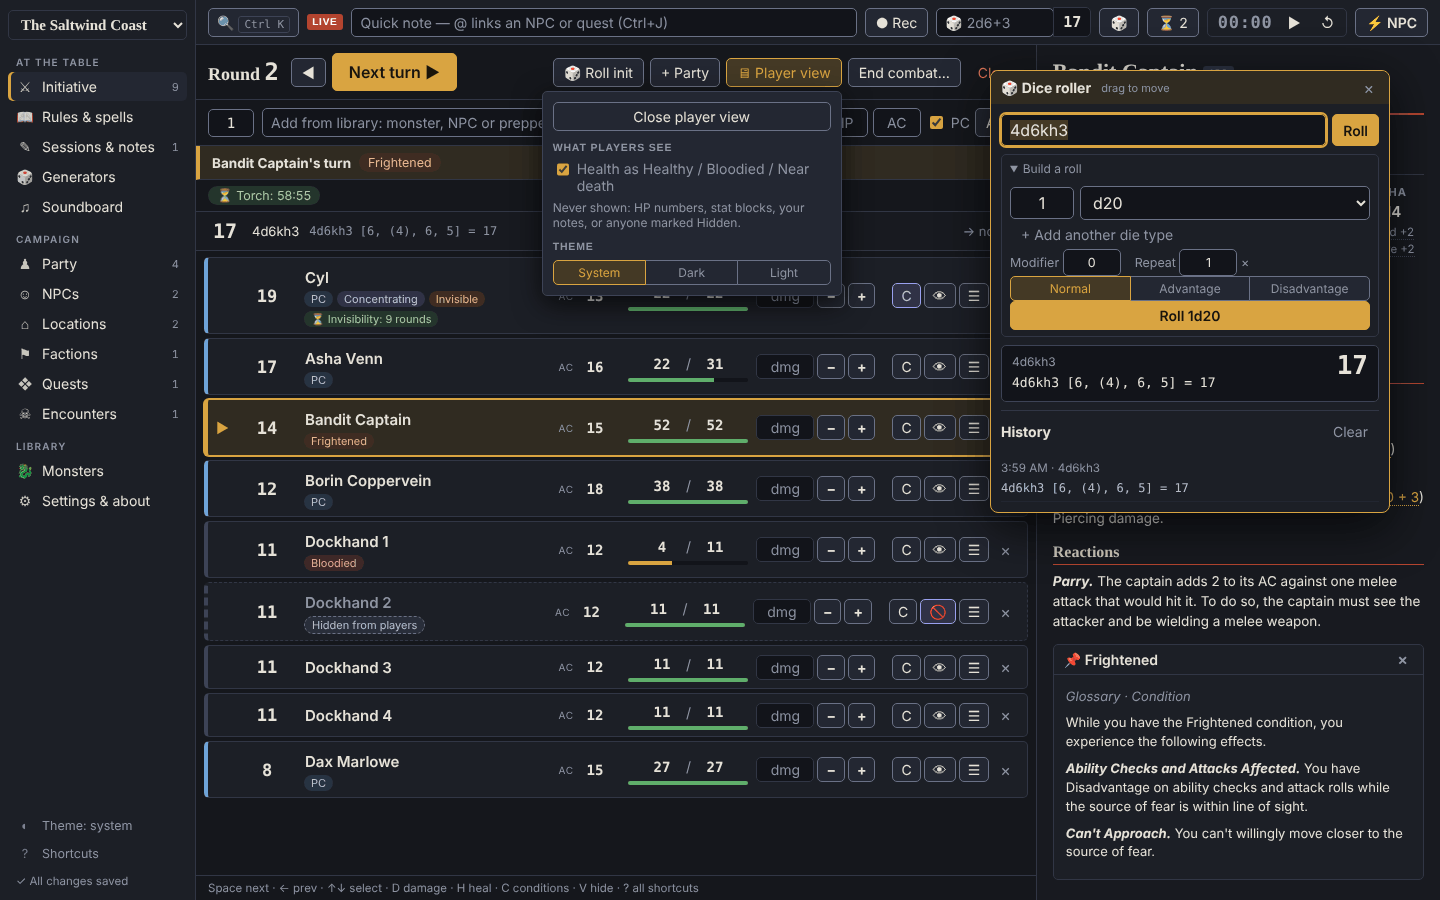 The Saltwind Coast
AT THE TABLE
Initiative 9
Rules & spells
Sessions & notes 1
Generators
Soundboard
CAMPAIGN
Party 4
NPCs 2
Locations 2
Factions 1
Quests 1
Encounters 1
LIBRARY
Monsters
Settings & about
Theme: system
? Shortcuts
✓ All changes saved
Ctrl K
LIVE
Quick note — @ links an NPC or quest (Ctrl+J)
Rec
2d6+3 17
2
00:00
NPC
Round 2
Next turn
Roll init
+ Party
Player view
End combat...
1
Add from library: monster, NPC or preppe
AC
PC
Bandit Captain's turn Frightened
Torch: 58:55
17 4d6kh3 4d6kh3 [6, (4), 6, 5] = 17
Close player view
WHAT PLAYERS SEE
Health as Healthy / Bloodied / Near
death
Never shown: HP numbers, stat blocks, your
notes, or anyone marked Hidden.
THEME
System Dark Light
19 Cyl
PC Concentrating Invisible
Invisibility: 9 rounds
+ C
17 Asha Venn AC 16 22 / 31 dmg − + C
PC
14 Bandit Captain AC 15 52 / 52 dmg − + C
Frightened
12 Borin Coppervein AC 18 38 / 38 dmg − + C
PC
11 Dockhand 1 AC 12 4 / 11 dmg − + C ×
Bloodied
11 Dockhand 2 AC 12 11 / 11 dmg − + C ×
Hidden from players
11 Dockhand 3 AC 12 11 / 11 dmg − + C ×
11 Dockhand 4 AC 12 11 / 11 dmg − + C ×
8 Dax Marlowe AC 15 27 / 27 dmg − + C ×
PC
Space next · ← prev · ↑↓ select · D damage · H heal · C conditions · V hide · ? all shortcuts
Dice roller drag to move ×
4d6kh3 Roll
Build a roll
1 d20
+ Add another die type
Modifier 0 Repeat 1 ×
Normal Advantage Disadvantage
Roll 1d20
4d6kh3 17
4d6kh3 [6, (4), 6, 5] = 17
History Clear
3:59 AM · 4d6kh3
4d6kh3 [6, (4), 6, 5] = 17
+ 3)
Piercing damage.
Reactions
Parry. The captain adds 2 to its AC against one melee
attack that would hit it. To do so, the captain must see the
attacker and be wielding a melee weapon.
Frightened ×
Glossary · Condition
While you have the Frightened condition, you
experience the following effects.
Ability Checks and Attacks Affected. You have
Disadvantage on ability checks and attack rolls while
the source of fear is within line of sight.
Can't Approach. You can't willingly move closer to the
source of fear.